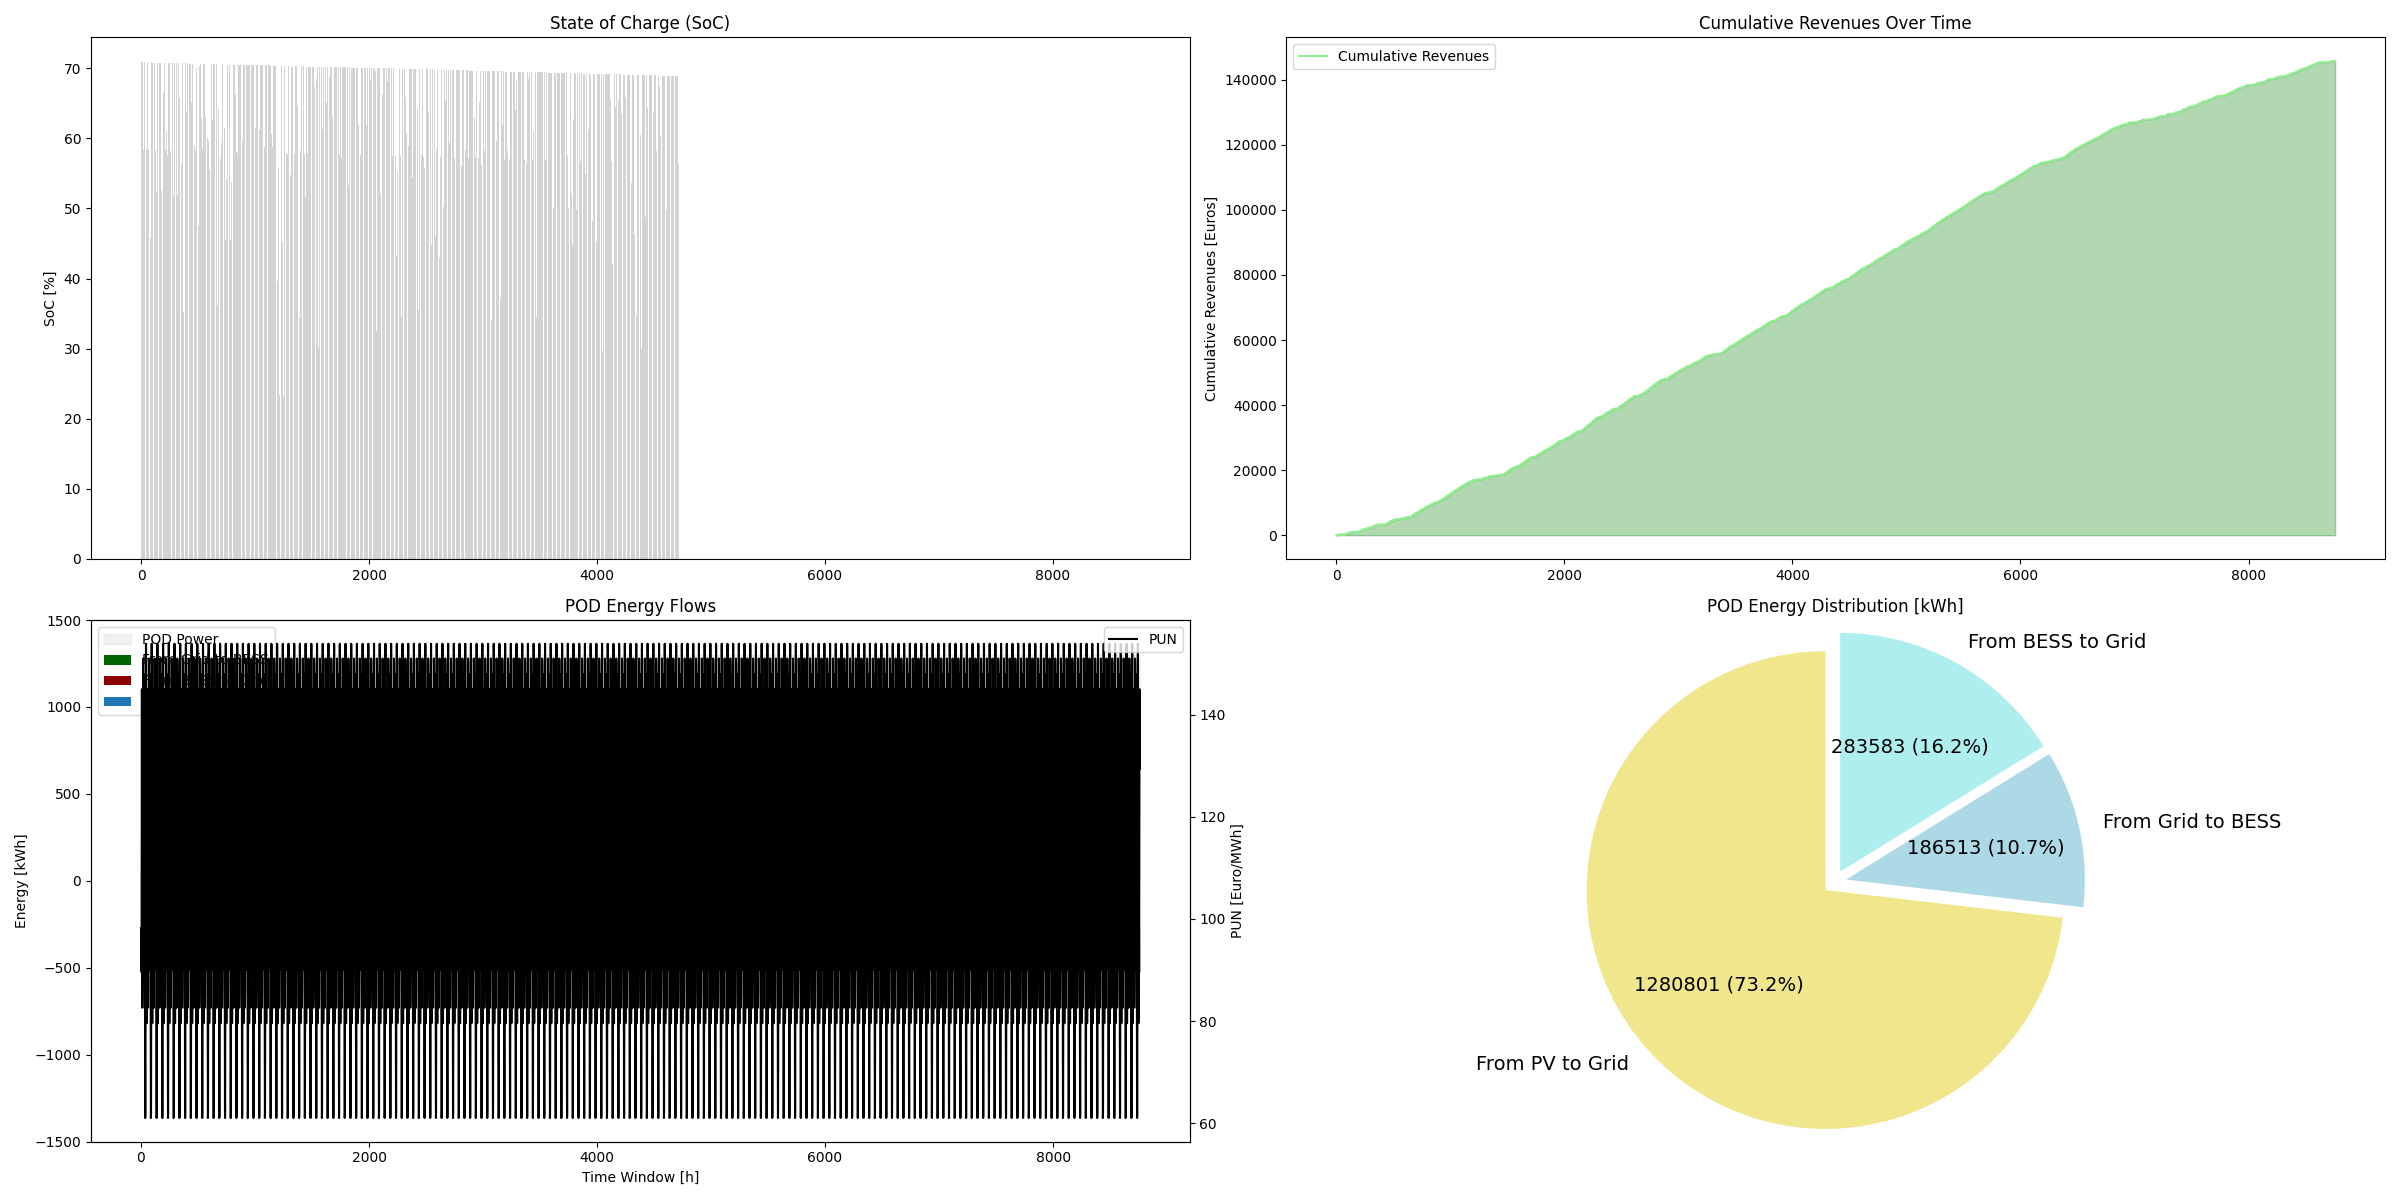 State of Charge (SoC)
SoC [%]
70
60
50
40
30
20
10
0
0 2000 4000 6000 8000
Cumulative Revenues Over Time
Cumulative Revenues
Cumulative Revenues [Euros]
140000
120000
100000
80000
60000
40000
20000
0
0 2000 4000 6000 8000
POD Energy Flows
POD Power
From Grid to BESS
PUN
Energy [kWh]
1500
1000
500
0
−500
−1000
−1500
140
120
100
80
60
PUN [Euro/MWh]
0 2000 4000 6000 8000
Time Window [h]
POD Energy Distribution [kWh]
From BESS to Grid
283583 (16.2%)
From Grid to BESS
186513 (10.7%)
1280801 (73.2%)
From PV to Grid